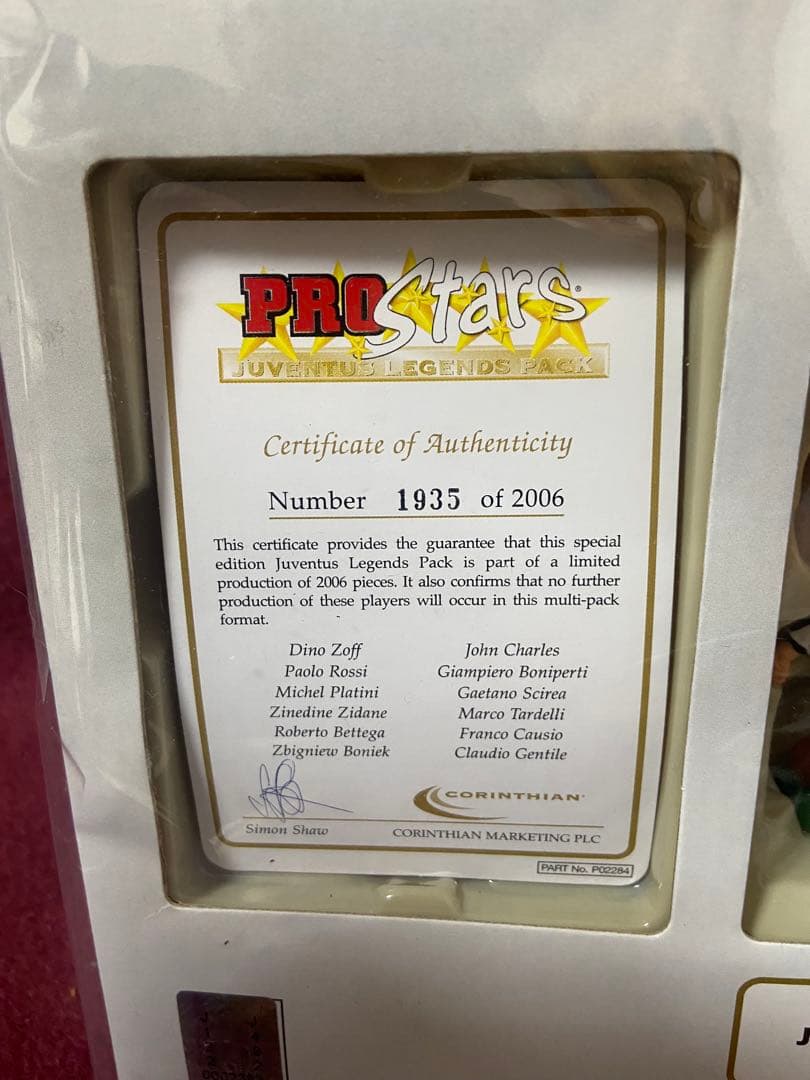 PROStars®
JUVENTUS LEGENDS PACK
Certificate of Authenticity
Number 1935 of 2006
This certificate provides the guarantee that this special
edition Juventus Legends Pack is part of a limited
production of 2006 pieces. It also confirms that no further
production of these players will occur in this multi-pack
format.
Dino Zoff
Paolo Rossi
Michel Platini
Zinedine Zidane
Roberto Bettega
Zbigniew Boniek
John Charles
Giampiero Boniperti
Gaetano Scirea
Marco Tardelli
Franco Causio
Claudio Gentile
CORINTHIAN
Simon Shaw
CORINTHIAN MARKETING PLC
PART No. P02284
J